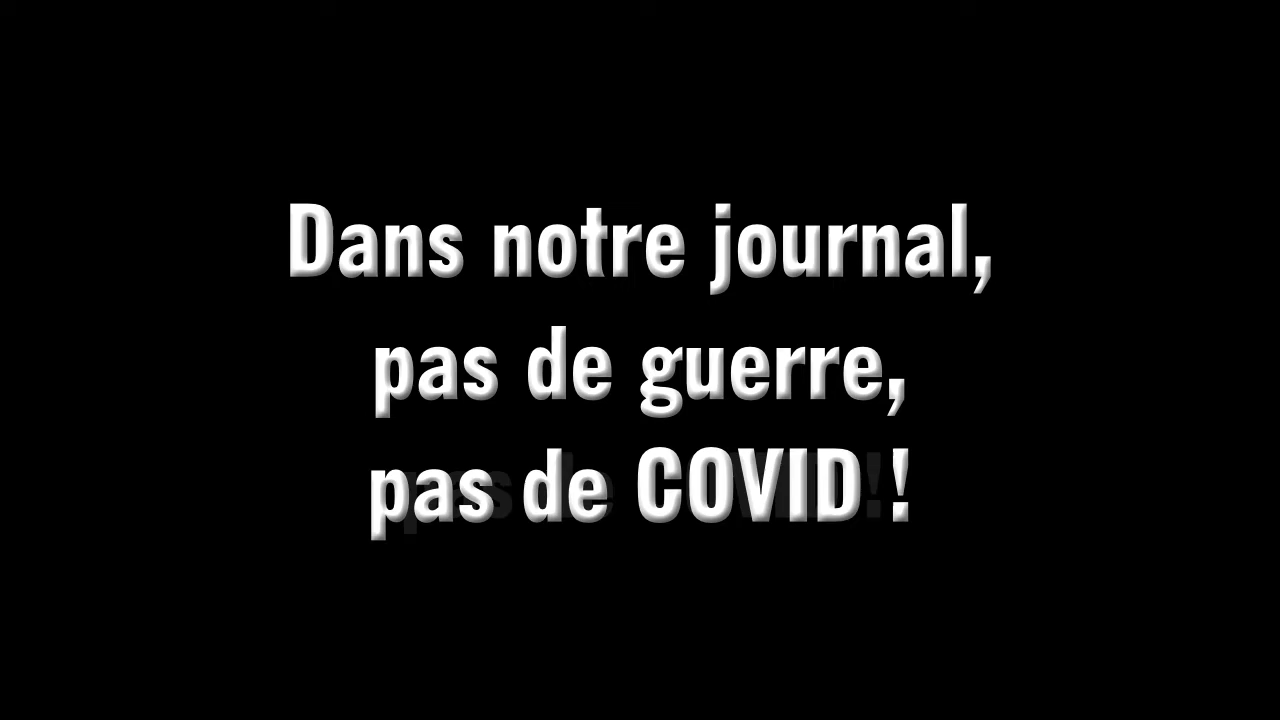 Dans notre journal,
pas de guerre,
pas de COVID !